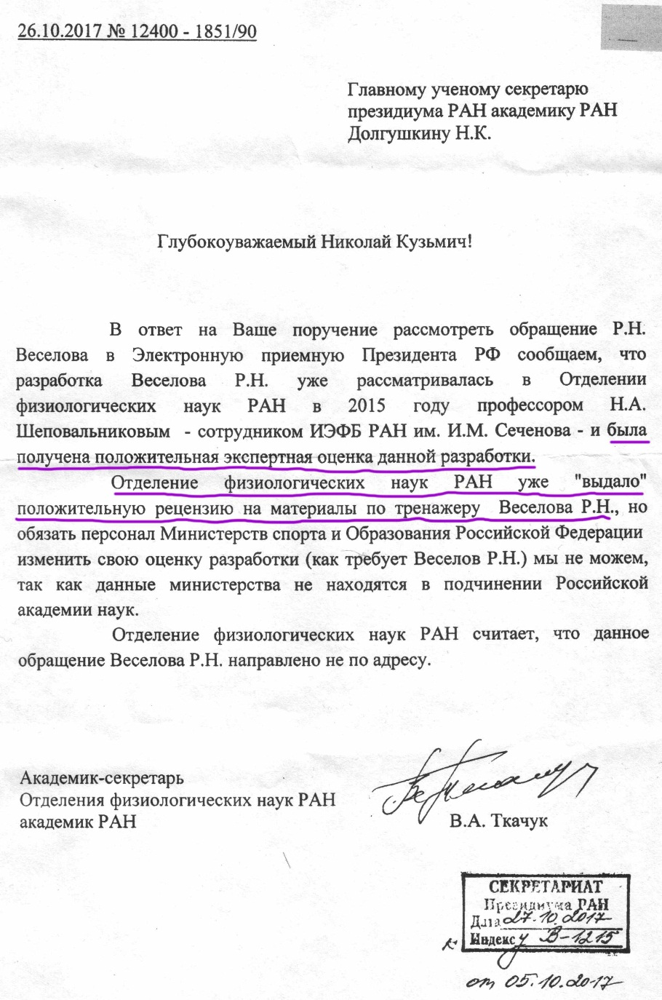 26.10.2017 № 12400 - 1851/90
Главному ученому секретарю
президиума РАН академику РАН
Долгушкину Н.К.
Глубокоуважаемый Николай Кузьмич!
В ответ на Ваше поручение рассмотреть обращение Р.Н.
Веселова в Электронную приемную Президента РФ сообщаем, что
разработка Веселова Р.Н. уже рассматривалась в Отделении
физиологических наук РАН в 2015 году профессором Н.А.
Шеповальниковым - сотрудником ИЭФБ РАН им. И.М. Сеченова - и была
получена положительная экспертная оценка данной разработки.
Отделение физиологических наук РАН уже "выдало"
положительную рецензию на материалы по тренажеру Веселова Р.Н., но
обязать персонал Министерств спорта и Образования Российской Федерации
изменить свою оценку разработки (как требует Веселов Р.Н.) мы не можем,
так как данные министерства не находятся в подчинении Российской
академии наук.
Отделение физиологических наук РАН считает, что данное
обращение Веселова Р.Н. направлено не по адресу.
Академик-секретарь
Отделения физиологических наук РАН
академик РАН
В.А. Ткачук
СЕКРЕТАРИАТ
Президиума РАН
Дата 27.10.2017
Индекс У В-1215
к
от 05.10.2017